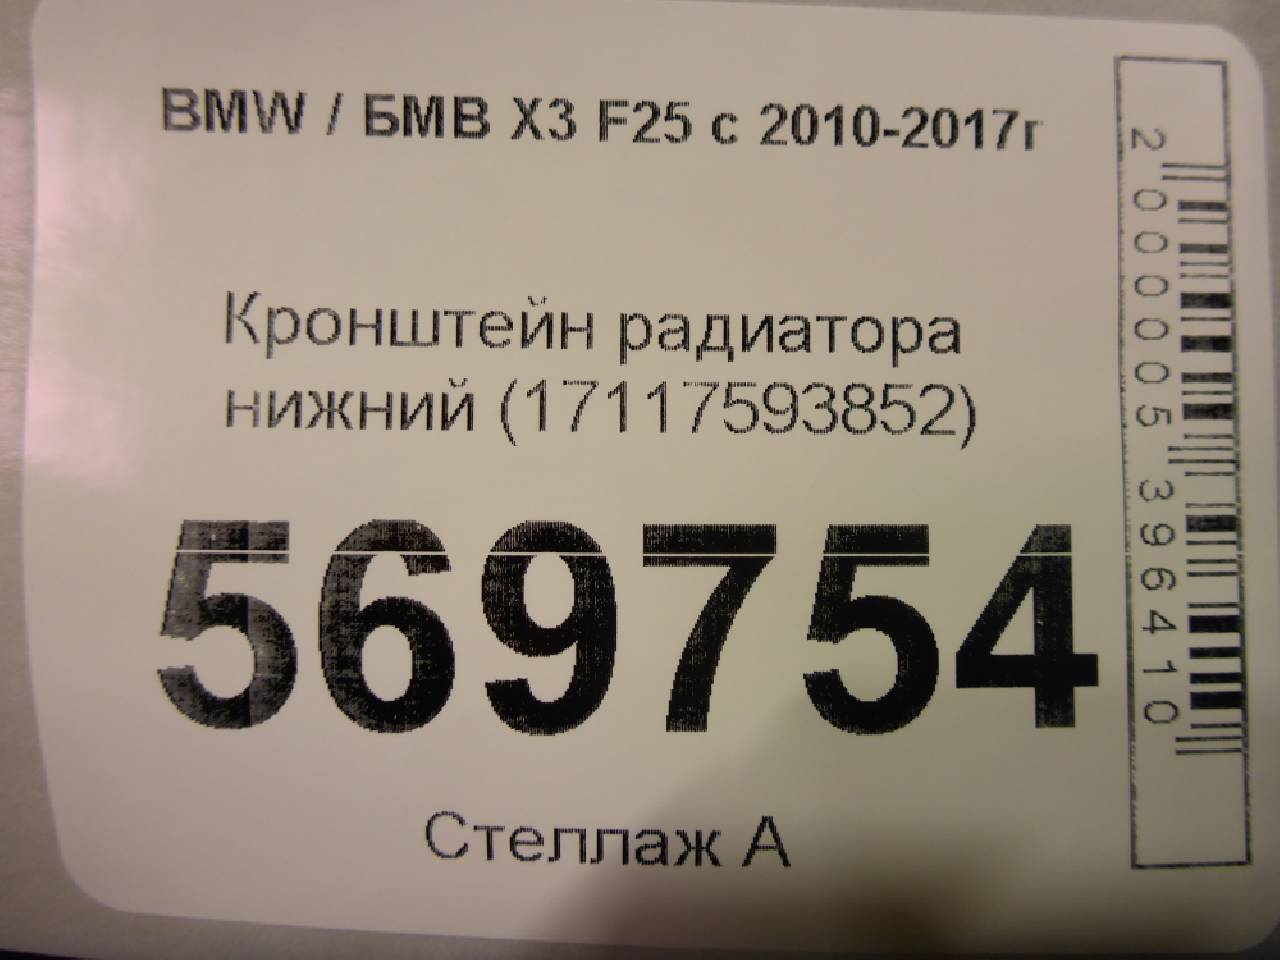 BMW / БМВ X3 F25 с 2010-2017г
Кронштейн радиатора
нижний (17117593852)
569754
Стеллаж А
2000005396410